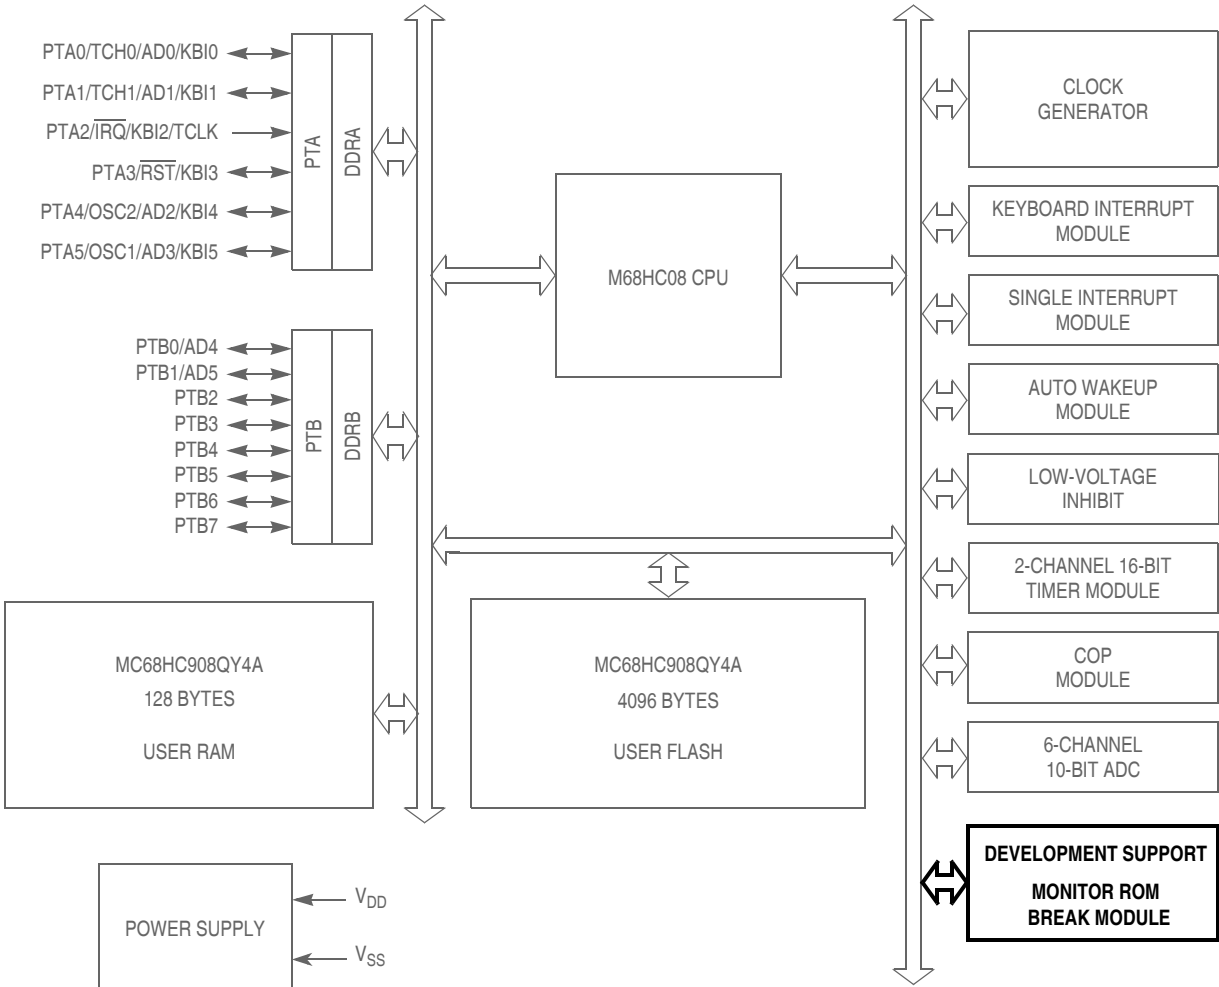 PTA0/TCH0/AD0/KBI0
PTA1/TCH1/AD1/KBI1
PTA2/IRQ/KBI2/TCLK
PTA3/RST/KBI3
PTA4/OSC2/AD2/KBI4
PTA5/OSC1/AD3/KBI5
PTA
DDRA
PTB0/AD4
PTB1/AD5
PTB2
PTB3
PTB4
PTB5
PTB6
PTB7
PTB
DDRB
M68HC08 CPU
MC68HC908QY4A
128 BYTES
USER RAM
MC68HC908QY4A
4096 BYTES
USER FLASH
POWER SUPPLY
VDD
VSS
CLOCK
GENERATOR
KEYBOARD INTERRUPT
MODULE
SINGLE INTERRUPT
MODULE
AUTO WAKEUP
MODULE
LOW-VOLTAGE
INHIBIT
2-CHANNEL 16-BIT
TIMER MODULE
COP
MODULE
6-CHANNEL
10-BIT ADC
DEVELOPMENT SUPPORT
MONITOR ROM
BREAK MODULE